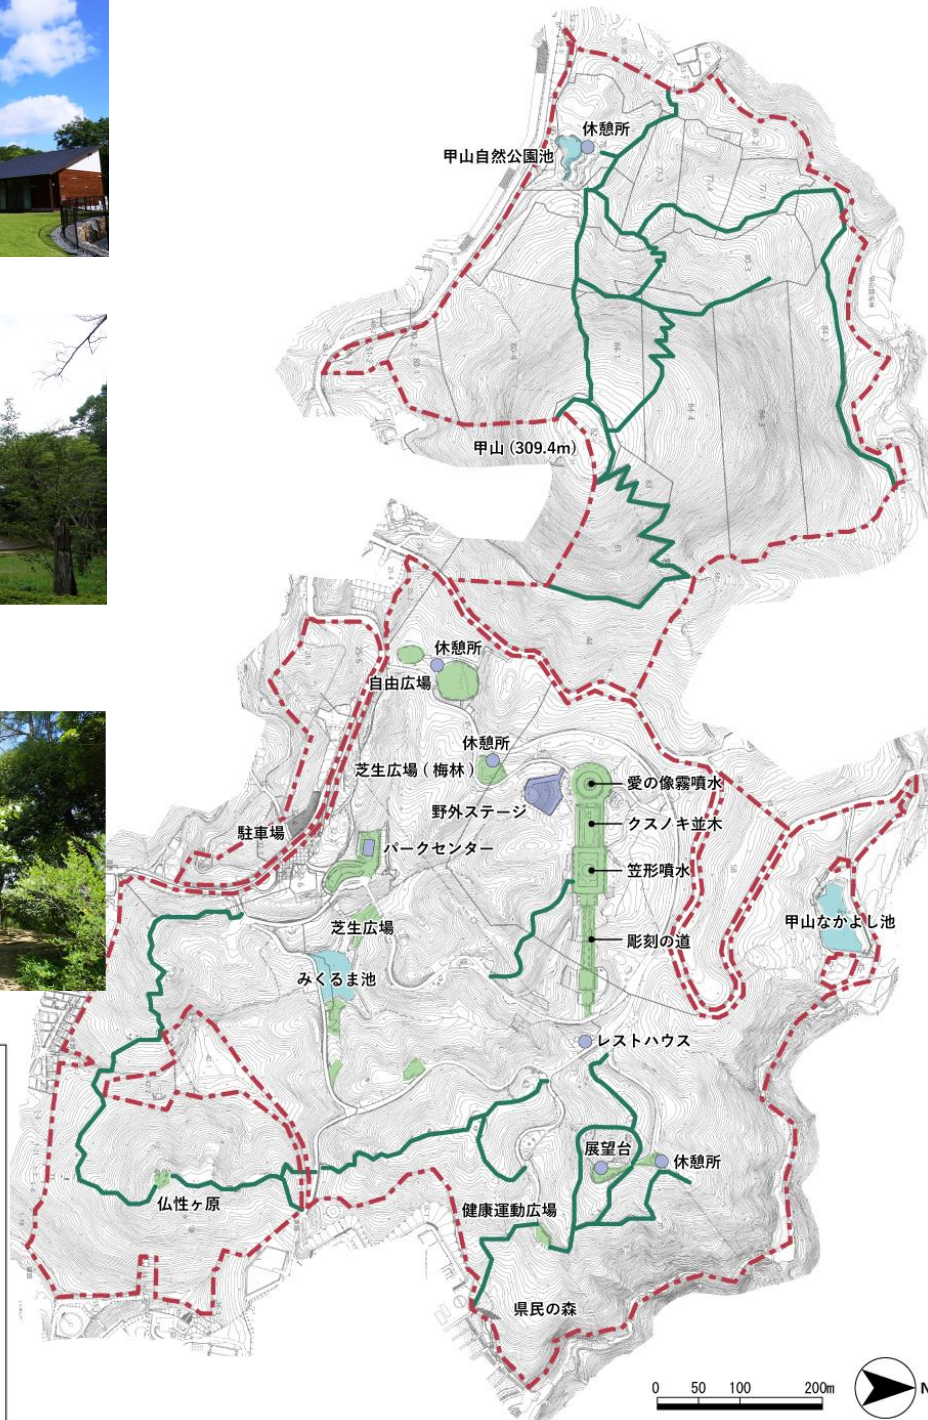 休憩所
甲山自然公園池
甲山 (309.4m)
休憩所
自由広場
休憩所
芝生広場 ( 梅林 )
愛の像霧噴水
野外ステージ
クスノキ並木
駐車場
パークセンター
笠形噴水
甲山なかよし池
芝生広場
彫刻の道
みくるま池
レストハウス
展望台
休憩所
仏性ヶ原
健康運動広場
県民の森
0 50 100 200m
N